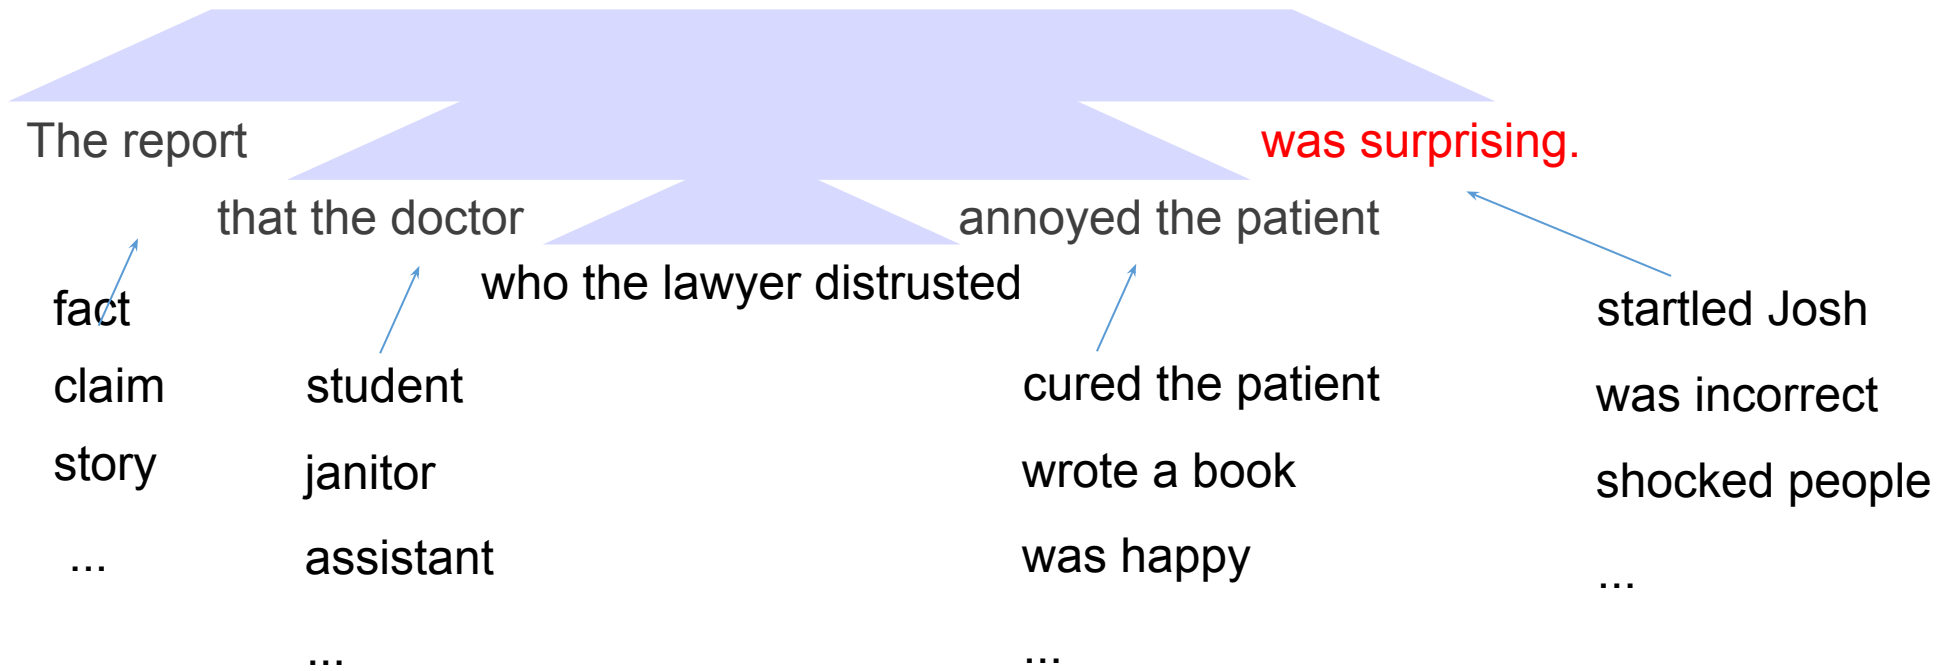 The report
was surprising.
that the doctor
annoyed the patient
who the lawyer distrusted
fact
claim
story
...
student
janitor
assistant
...
cured the patient
wrote a book
was happy
...
startled Josh
was incorrect
shocked people
...